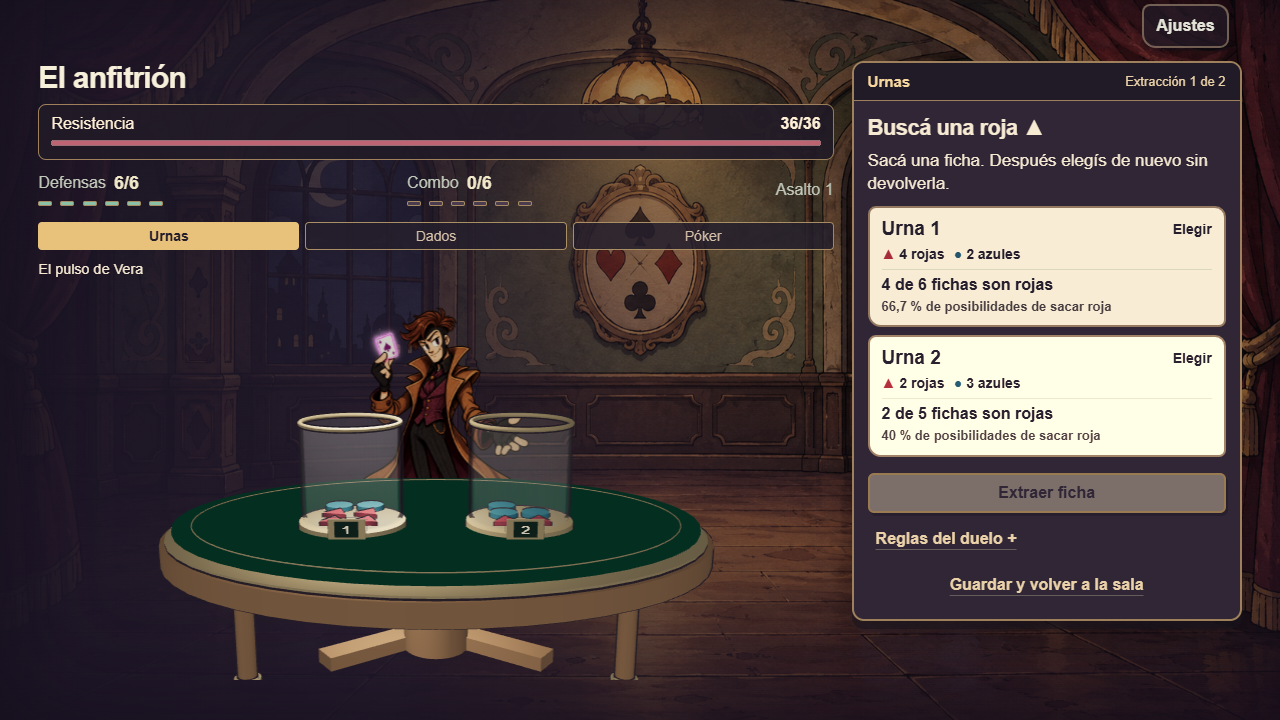 Ajustes
El anfitrión
Resistencia 36/36
Defensas 6/6
Combo 0/6
Asalto 1
Urnas
Dados
Póker
El pulso de Vera
1
2
Urnas
Extracción 1 de 2
Buscá una roja ▲
Sacá una ficha. Después elegís de nuevo sin
devolverla.
Urna 1
Elegir
▲ 4 rojas ● 2 azules
4 de 6 fichas son rojas
66,7 % de posibilidades de sacar roja
Urna 2
Elegir
▲ 2 rojas ● 3 azules
2 de 5 fichas son rojas
40 % de posibilidades de sacar roja
Extraer ficha
Reglas del duelo +
Guardar y volver a la sala